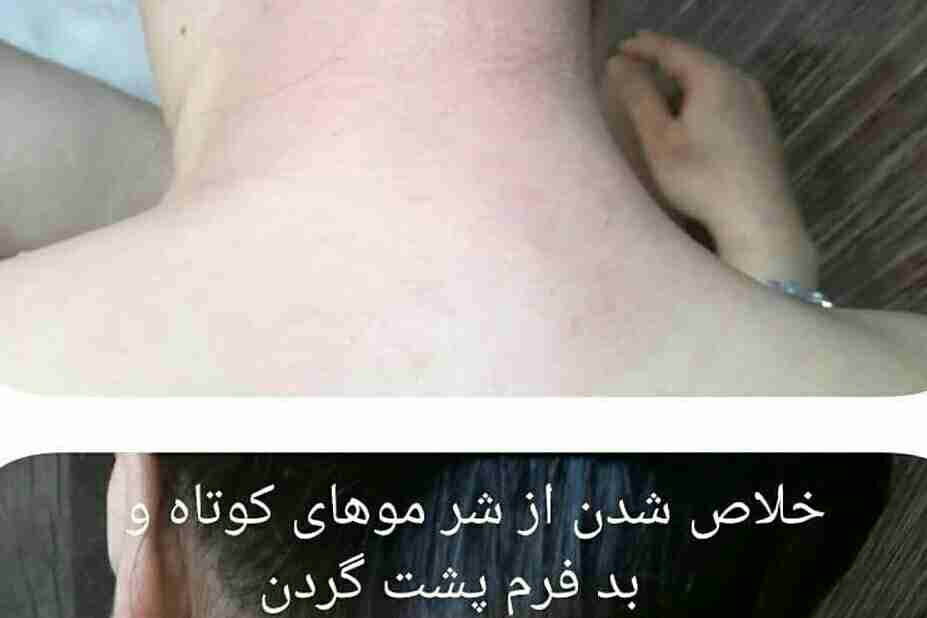 خلاص شدن از شر موهای کوتاه و
بد فرم پشت گردن